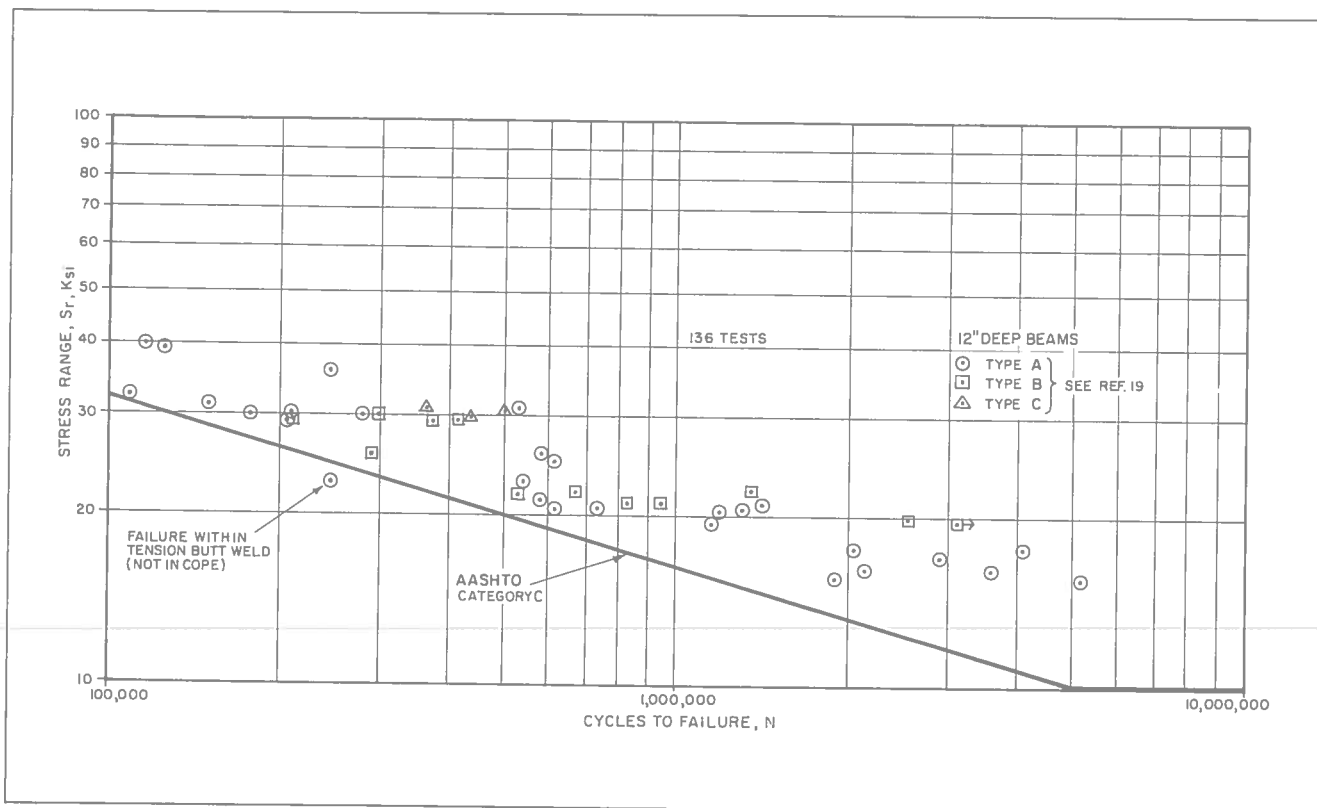 100
90
80
70
60
50
40
30
20
10
STRESS RANGE, Sr, Ksi
136 TESTS
12" DEEP BEAMS
TYPE A
TYPE B
TYPE C
SEE REF. 19
FAILURE WITHIN
TENSION BUTT WELD
(NOT IN COPE)
AASHTO
CATEGORY C
100,000
1,000,000
10,000,000
CYCLES TO FAILURE, N